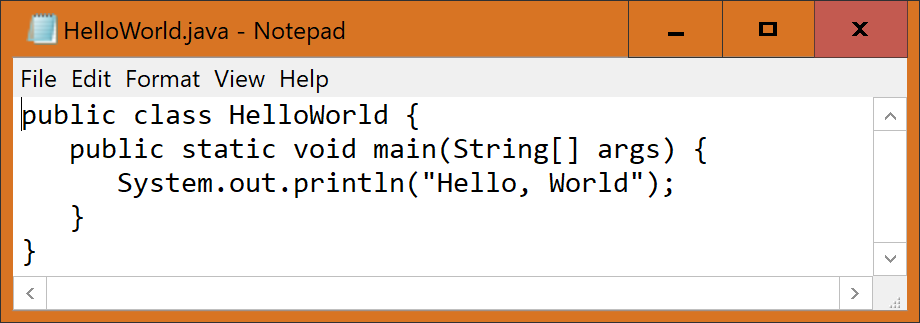 HelloWorld.java - Notepad
File Edit Format View Help
public class HelloWorld {
   public static void main(String[] args) {
      System.out.println("Hello, World");
   }
}